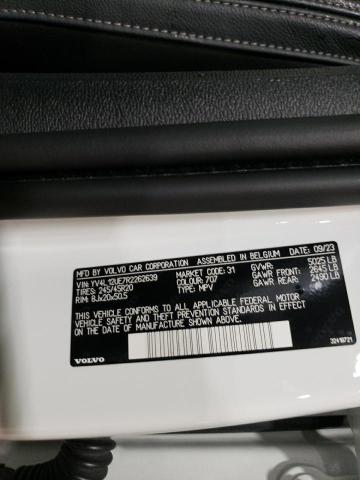 MFD BY VOLVO CAR CORPORATION ASSEMBLED IN BELGIUM DATE: 09/23
VIN:YV4L12UE7R2262639 MARKET CODE: 31 GVWR: 5025 LB
TIRES: 245/45R20 COLOUR: 707 GAWR FRONT: 2645 LB
RIM: 8Jx20x50.5 TYPE: MPV GAWR REAR: 2490 LB
THIS VEHICLE CONFORMS TO ALL APPLICABLE FEDERAL MOTOR
VEHICLE SAFETY AND THEFT PREVENTION STANDARDS IN EFFECT
ON THE DATE OF MANUFACTURE SHOWN ABOVE.
VOLVO 32419721